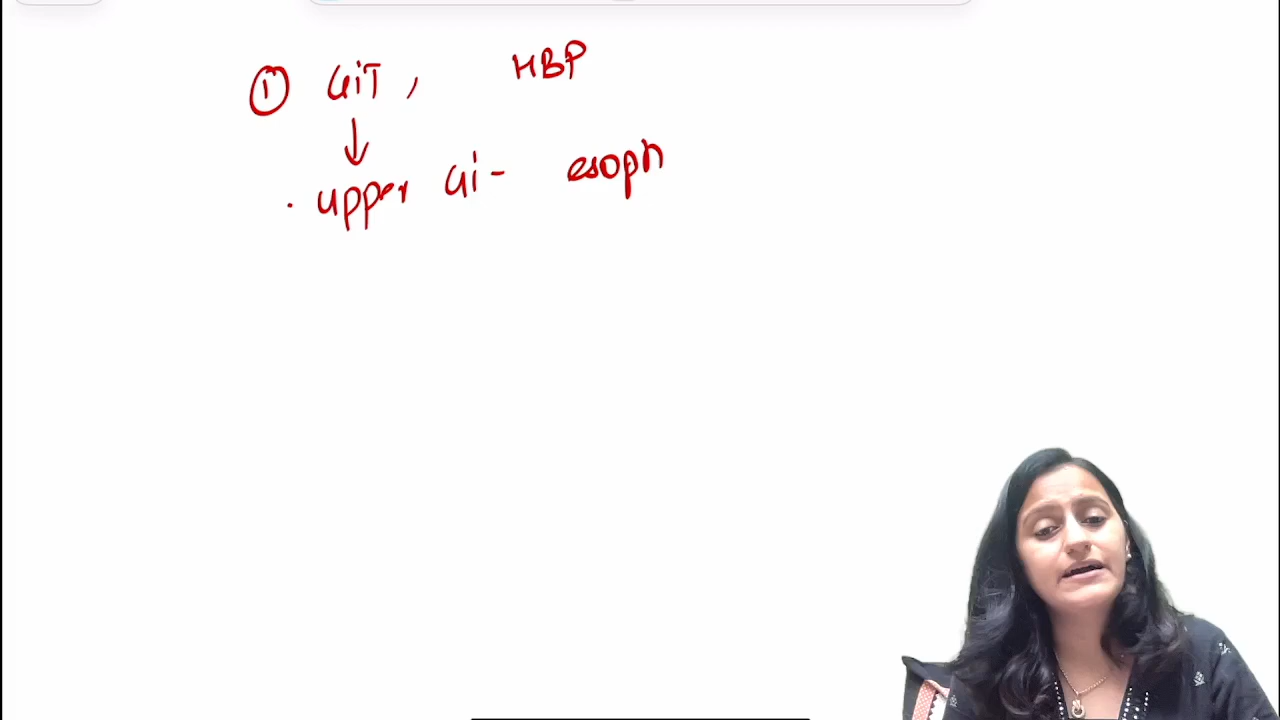 ① GIT, HBP
↓
. Upper GI - esoph